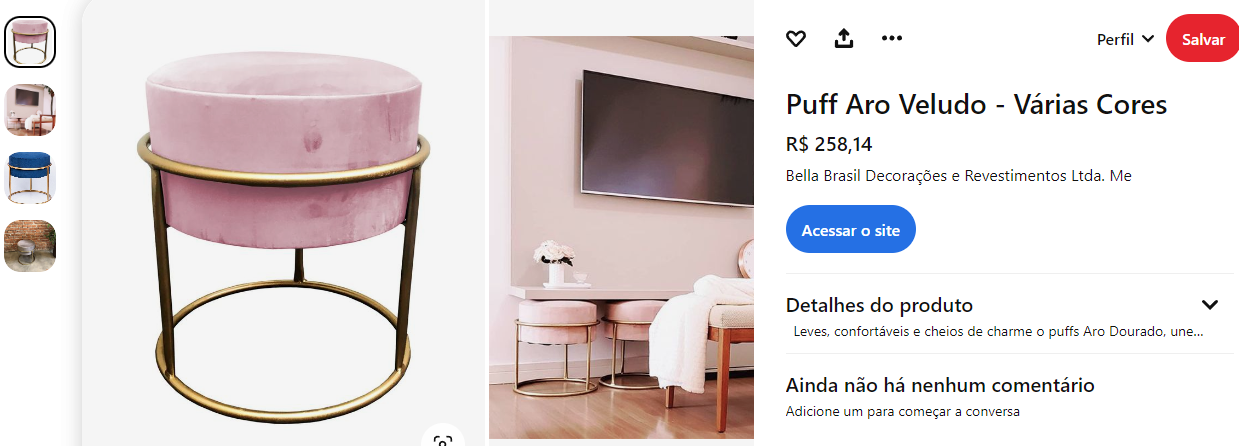 Perfil
Salvar
Puff Aro Veludo - Várias Cores
R$ 258,14
Bella Brasil Decorações e Revestimentos Ltda. Me
Acessar o site
Detalhes do produto
Leves, confortáveis e cheios de charme o puffs Aro Dourado, une...
Ainda não há nenhum comentário
Adicione um para começar a conversa